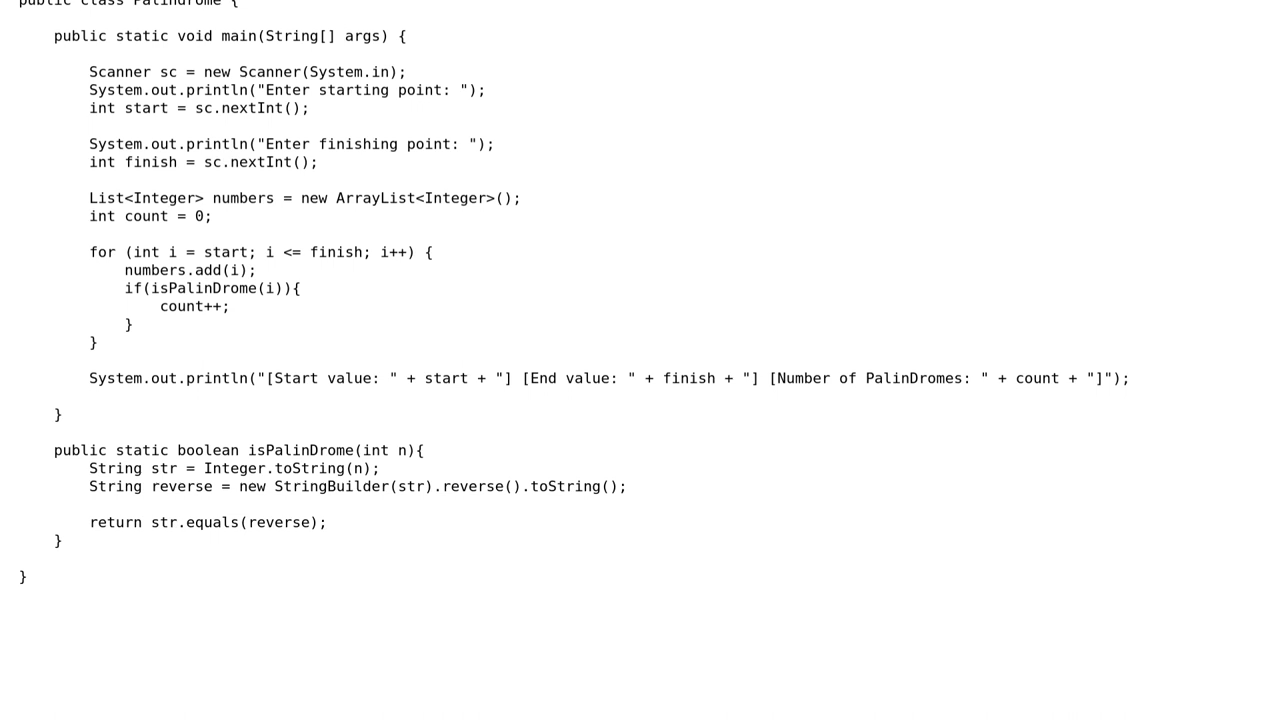 public class Palindrome {
public static void main(String[] args) {
Scanner sc = new Scanner(System.in);
System.out.println("Enter starting point: ");
int start = sc.nextInt();
System.out.println("Enter finishing point: ");
int finish = sc.nextInt();
List<Integer> numbers = new ArrayList<Integer>();
int count = 0;
for (int i = start; i <= finish; i++) {
numbers.add(i);
if(isPalinDrome(i)){
count++;
}
}
System.out.println("[Start value: " + start + "] [End value: " + finish + "] [Number of PalinDromes: " + count + "]");
}
public static boolean isPalinDrome(int n){
String str = Integer.toString(n);
String reverse = new StringBuilder(str).reverse().toString();
return str.equals(reverse);
}
}